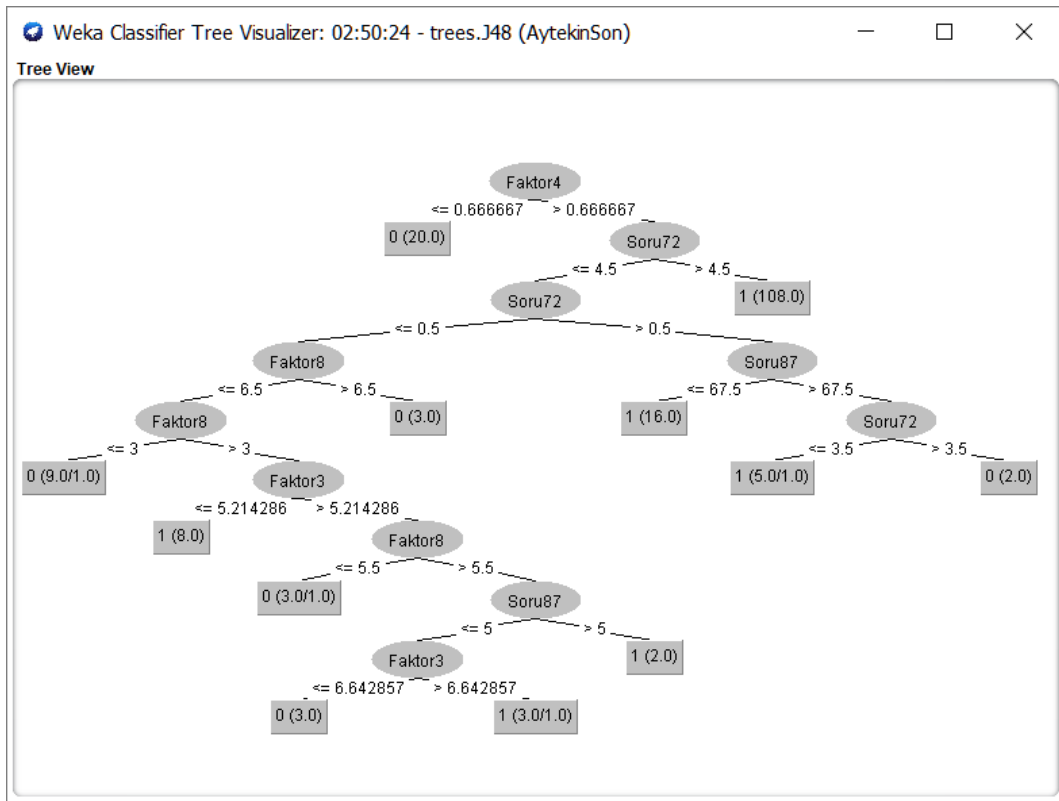 Weka Classifier Tree Visualizer: 02:50:24 - trees.J48 (AytekinSon)
Tree View
Faktor4
<= 0.666667 > 0.666667
0 (20.0) Soru72
<= 4.5 > 4.5
Soru72 1 (108.0)
<= 0.5 > 0.5
Faktor8 Soru87
<= 6.5 > 6.5 <= 67.5 > 67.5
Faktor8 0 (3.0) 1 (16.0) Soru72
<= 3 > 3 <= 3.5 > 3.5
0 (9.0/1.0) Faktor3 1 (5.0/1.0) 0 (2.0)
<= 5.214286 > 5.214286
1 (8.0) Faktor8
<= 5.5 > 5.5
0 (3.0/1.0) Soru87
<= 5 > 5
Faktor3 1 (2.0)
<= 6.642857 > 6.642857
0 (3.0) 1 (3.0/1.0)